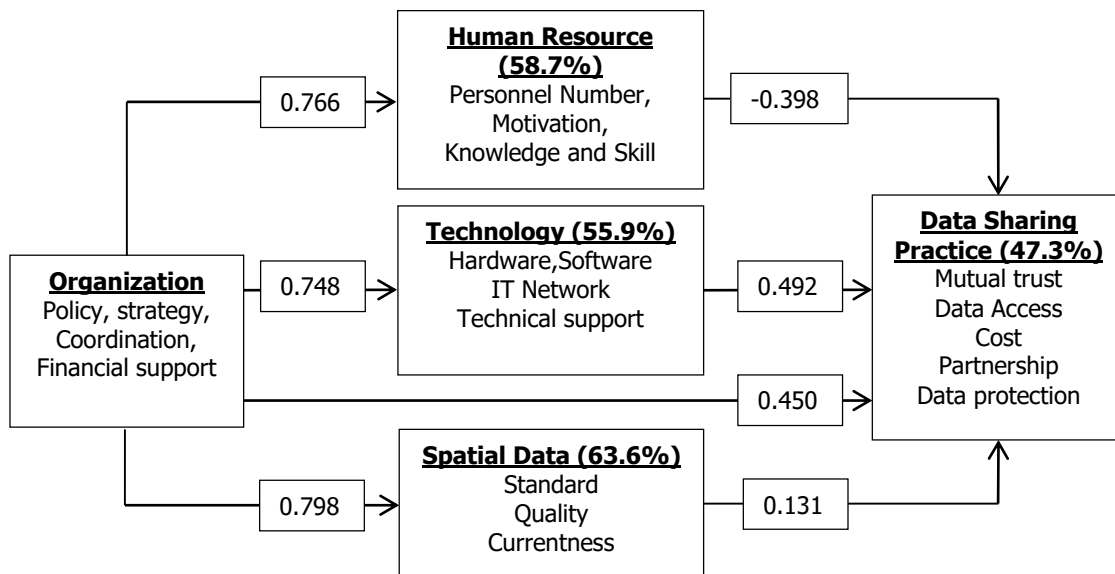 Human Resource
(58.7%)
Personnel Number,
Motivation,
Knowledge and Skill
0.766
-0.398
Technology (55.9%)
Hardware,Software
IT Network
Technical support
Data Sharing
Practice (47.3%)
Mutual trust
Data Access
Cost
Partnership
Data protection
Organization
Policy, strategy,
Coordination,
Financial support
0.748
0.492
0.450
Spatial Data (63.6%)
Standard
Quality
Currentness
0.798
0.131